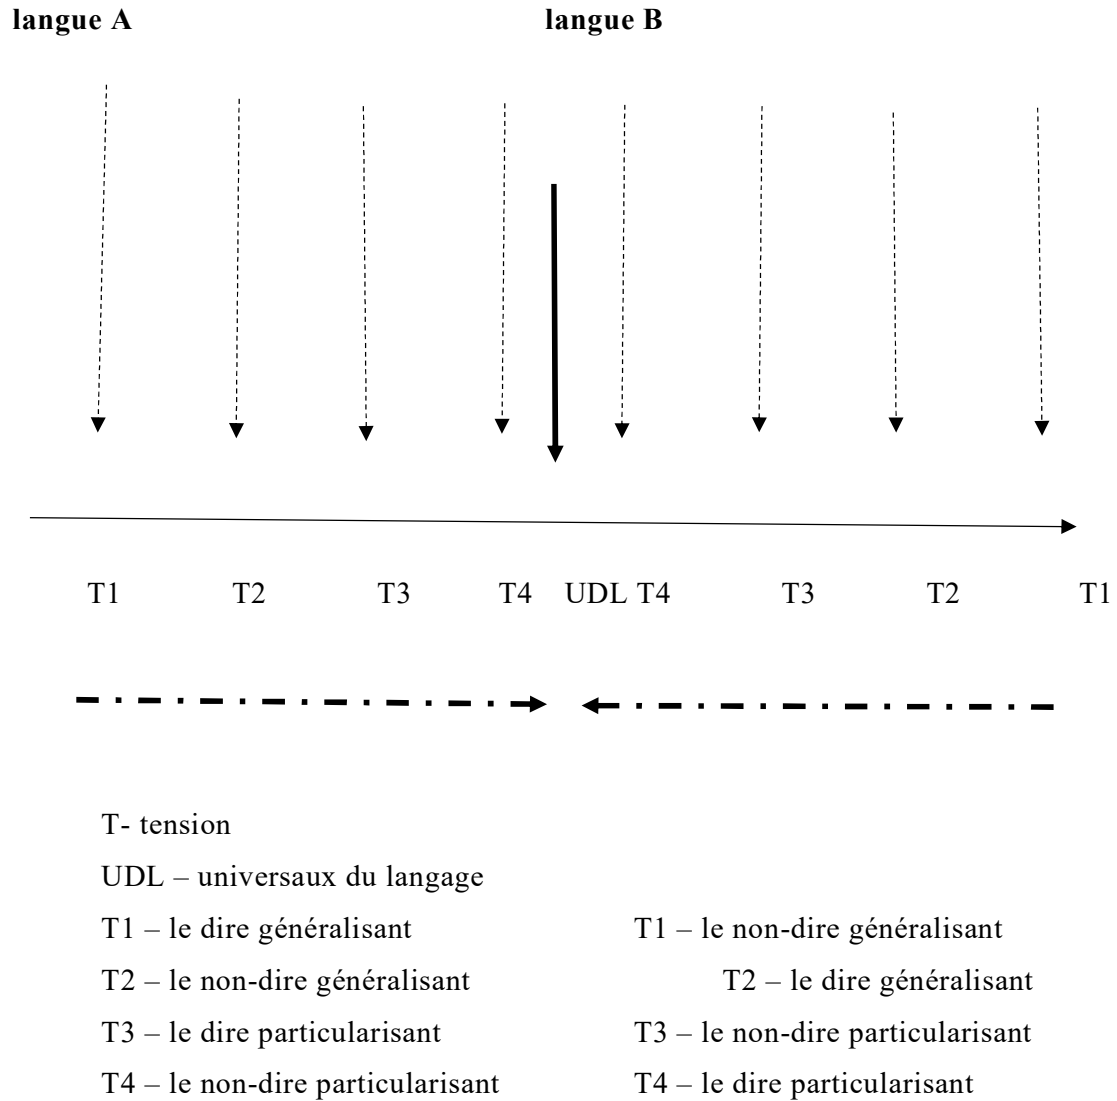 langue A langue B
T1 T2 T3 T4 UDL T4 T3 T2 T1
T- tension
UDL – universaux du langage
T1 – le dire généralisant T1 – le non-dire généralisant
T2 – le non-dire généralisant T2 – le dire généralisant
T3 – le dire particularisant T3 – le non-dire particularisant
T4 – le non-dire particularisant T4 – le dire particularisant